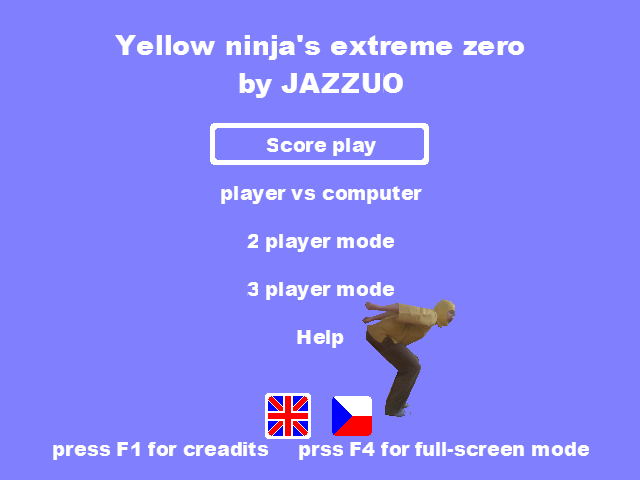 Yellow ninja's extreme zero
by JAZZUO
Score play
player vs computer
2 player mode
3 player mode
Help
press F1 for creadits prss F4 for full-screen mode